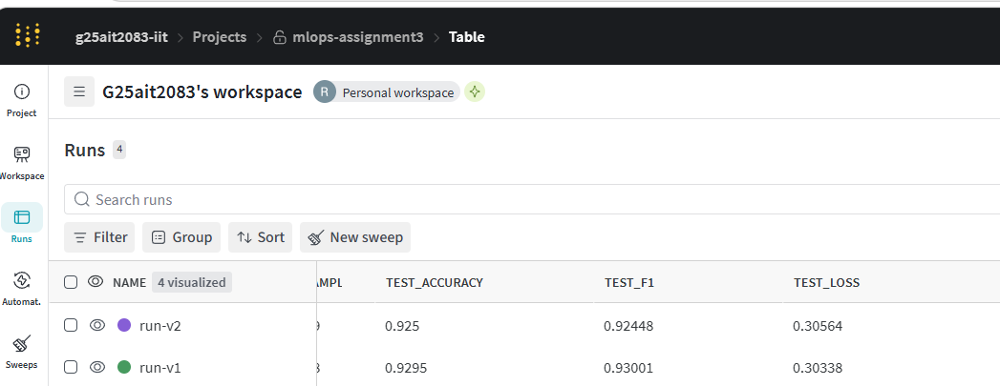 g25ait2083-iit > Projects > mlops-assignment3 > Table
Project
G25ait2083's workspace R Personal workspace
Workspace
Runs 4
Search runs
Runs
Filter Group Sort New sweep
NAME 4 visualized AMPL TEST_ACCURACY TEST_F1 TEST_LOSS
Automat.
run-v2 9 0.925 0.92448 0.30564
Sweeps
run-v1 0.9295 0.93001 0.30338